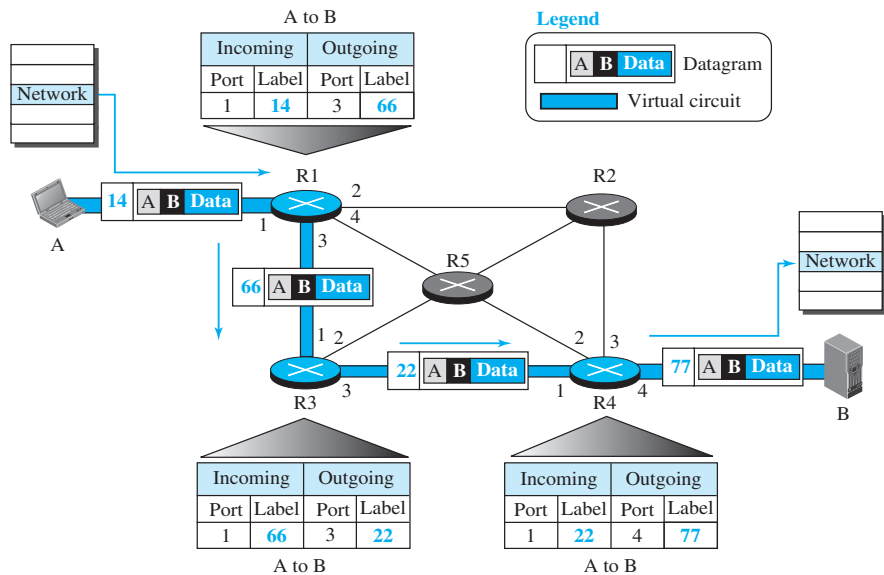 A to B
Incoming Outgoing
Port Label Port Label
1 14 3 66
Legend
A B Data Datagram
Virtual circuit
Network
R1
R2
14 A B Data
1
2
4
3
A
R5
Network
66 A B Data
1
2
3
R3
22 A B Data
1
2
3
4
R4
77 A B Data
B
Incoming Outgoing
Port Label Port Label
1 66 3 22
A to B
Incoming Outgoing
Port Label Port Label
1 22 4 77
A to B